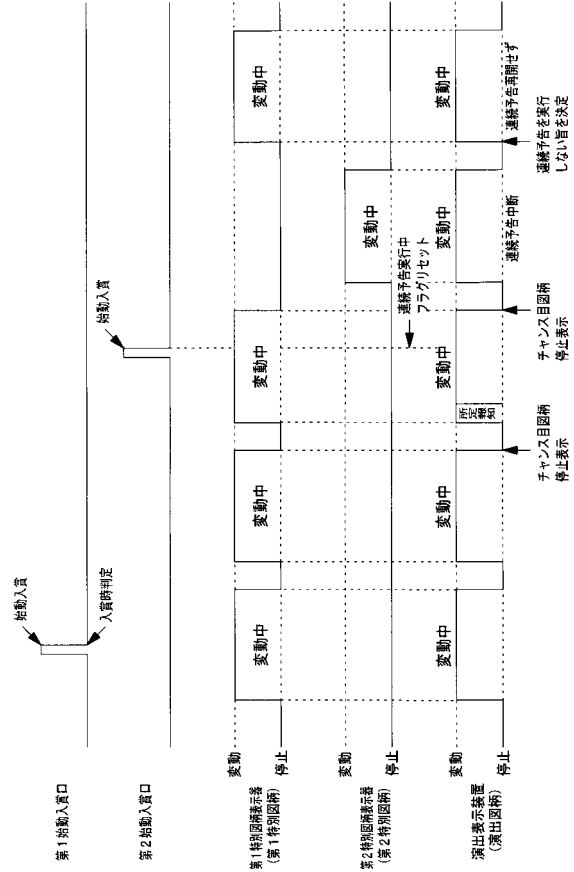 第1始動入賞口
始動入賞
入賞時判定
第2始動入賞口
始動入賞
第1特別図柄表示器
(第1特別図柄)
変動
停止
変動中
変動中
変動中
変動中
第2特別図柄表示器
(第2特別図柄)
変動
停止
変動中
連続予告実行中
フラグリセット
演出表示装置
(演出図柄)
変動
停止
変動中
変動中
所定報知
変動中
変動中
変動中
チャンス目図柄
停止表示
チャンス目図柄
停止表示
連続予告中断
連続予告再開せず
連続予告を実行
しない旨を決定